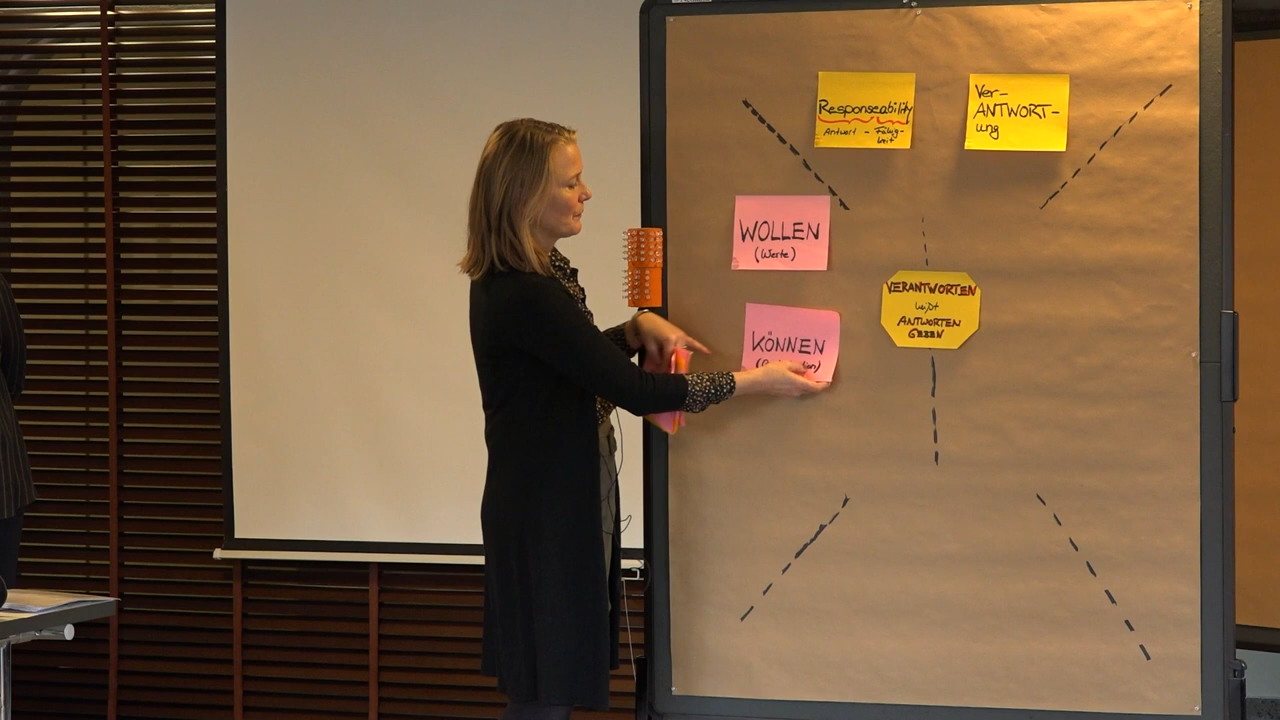 Responseability
Antwort - Fähig-
keit
Ver-
ANTWORT-
ung
WOLLEN
(Werte)
VERANTWORTEN
heißt
ANTWORTEN
GEBEN
KÖNNEN